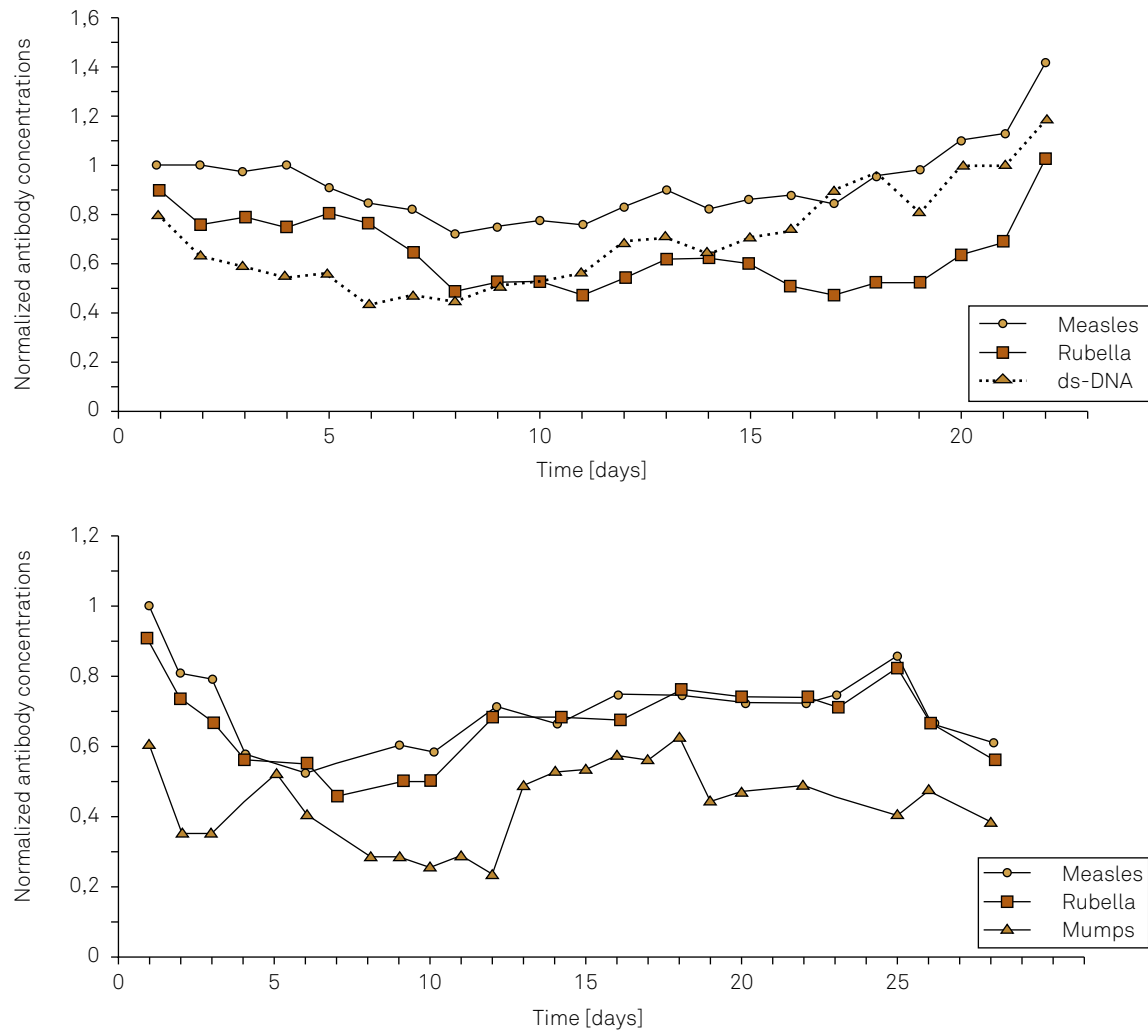 Normalized antibody concentrations
1,6
1,4
1,2
1
0,8
0,6
0,4
0,2
0
0 5 10 15 20
Time [days]
Measles
Rubella
ds-DNA
Normalized antibody concentrations
1,2
1
0,8
0,6
0,4
0,2
0
0 5 10 15 20 25
Time [days]
Measles
Rubella
Mumps